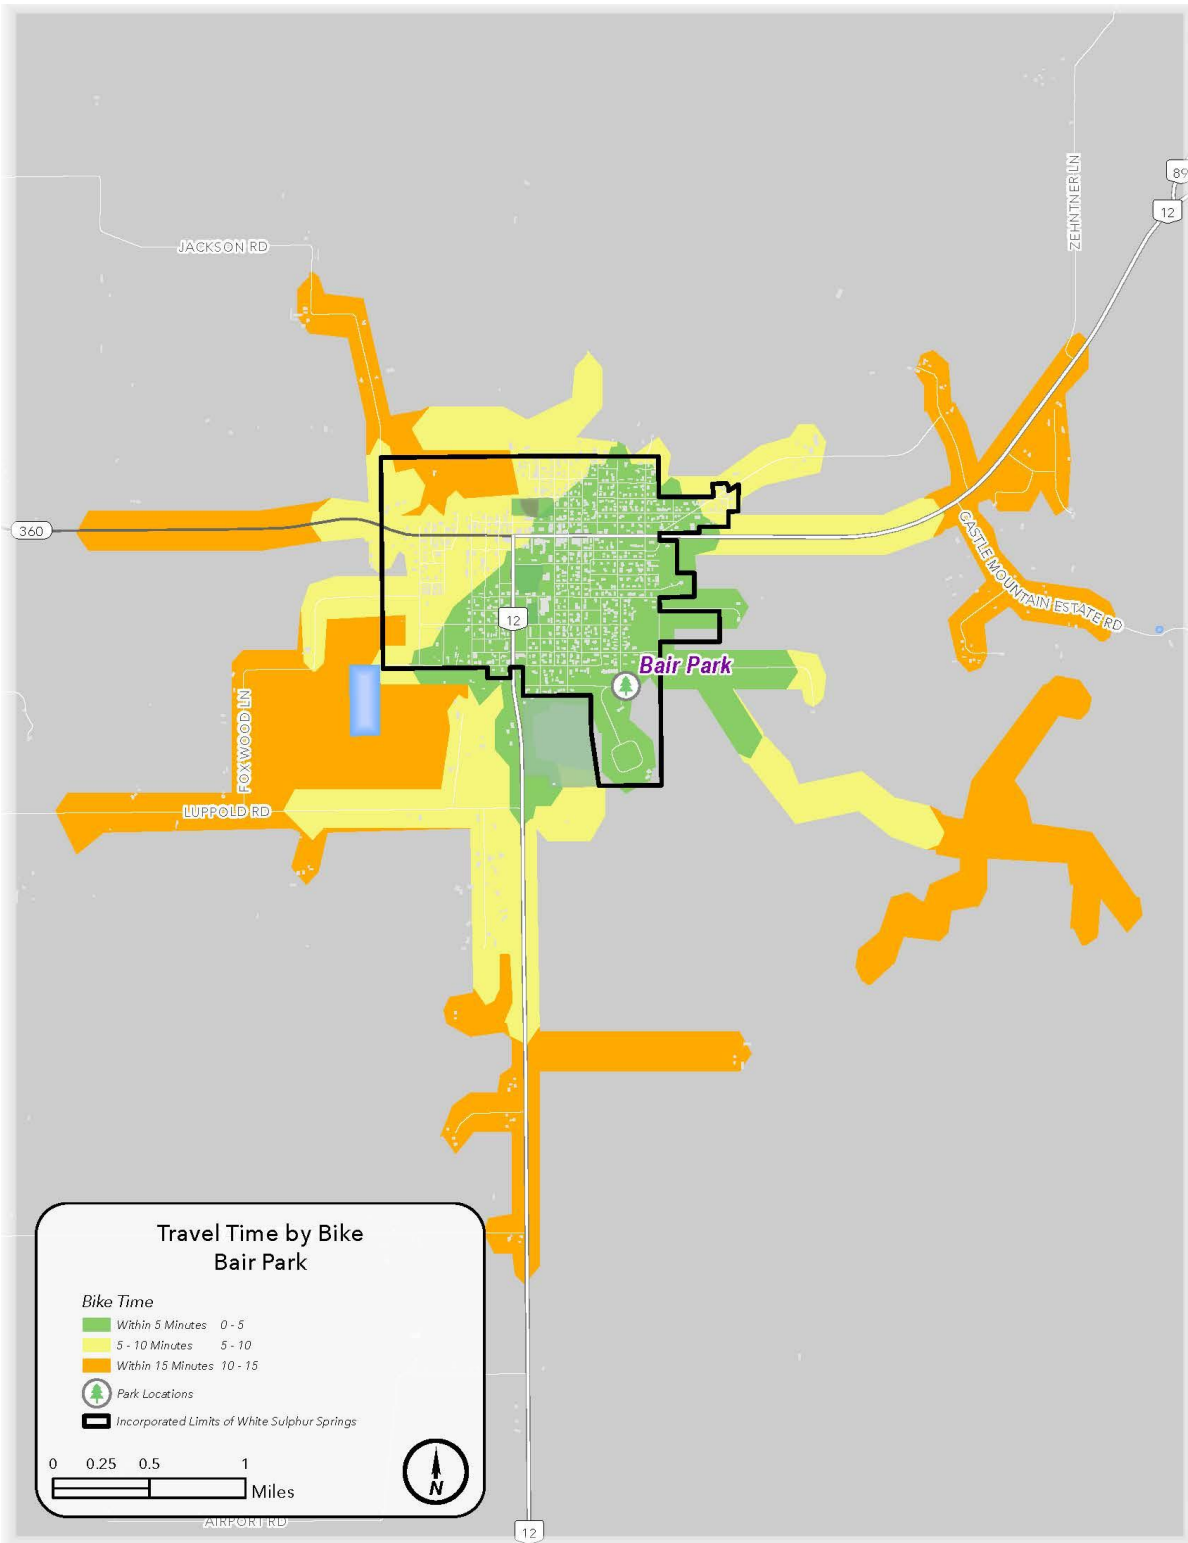 89
12
ZEHNTNER LN
JACKSON RD
360
CASTLE MOUNTAIN ESTATE RD
12
Bair Park
FOXWOOD LN
LUPPOLD RD
Travel Time by Bike
Bair Park
Bike Time
Within 5 Minutes 0 - 5
5 - 10 Minutes 5 - 10
Within 15 Minutes 10 - 15
Park Locations
Incorporated Limits of White Sulphur Springs
0 0.25 0.5 1
Miles
N
AIRPORT RD
12